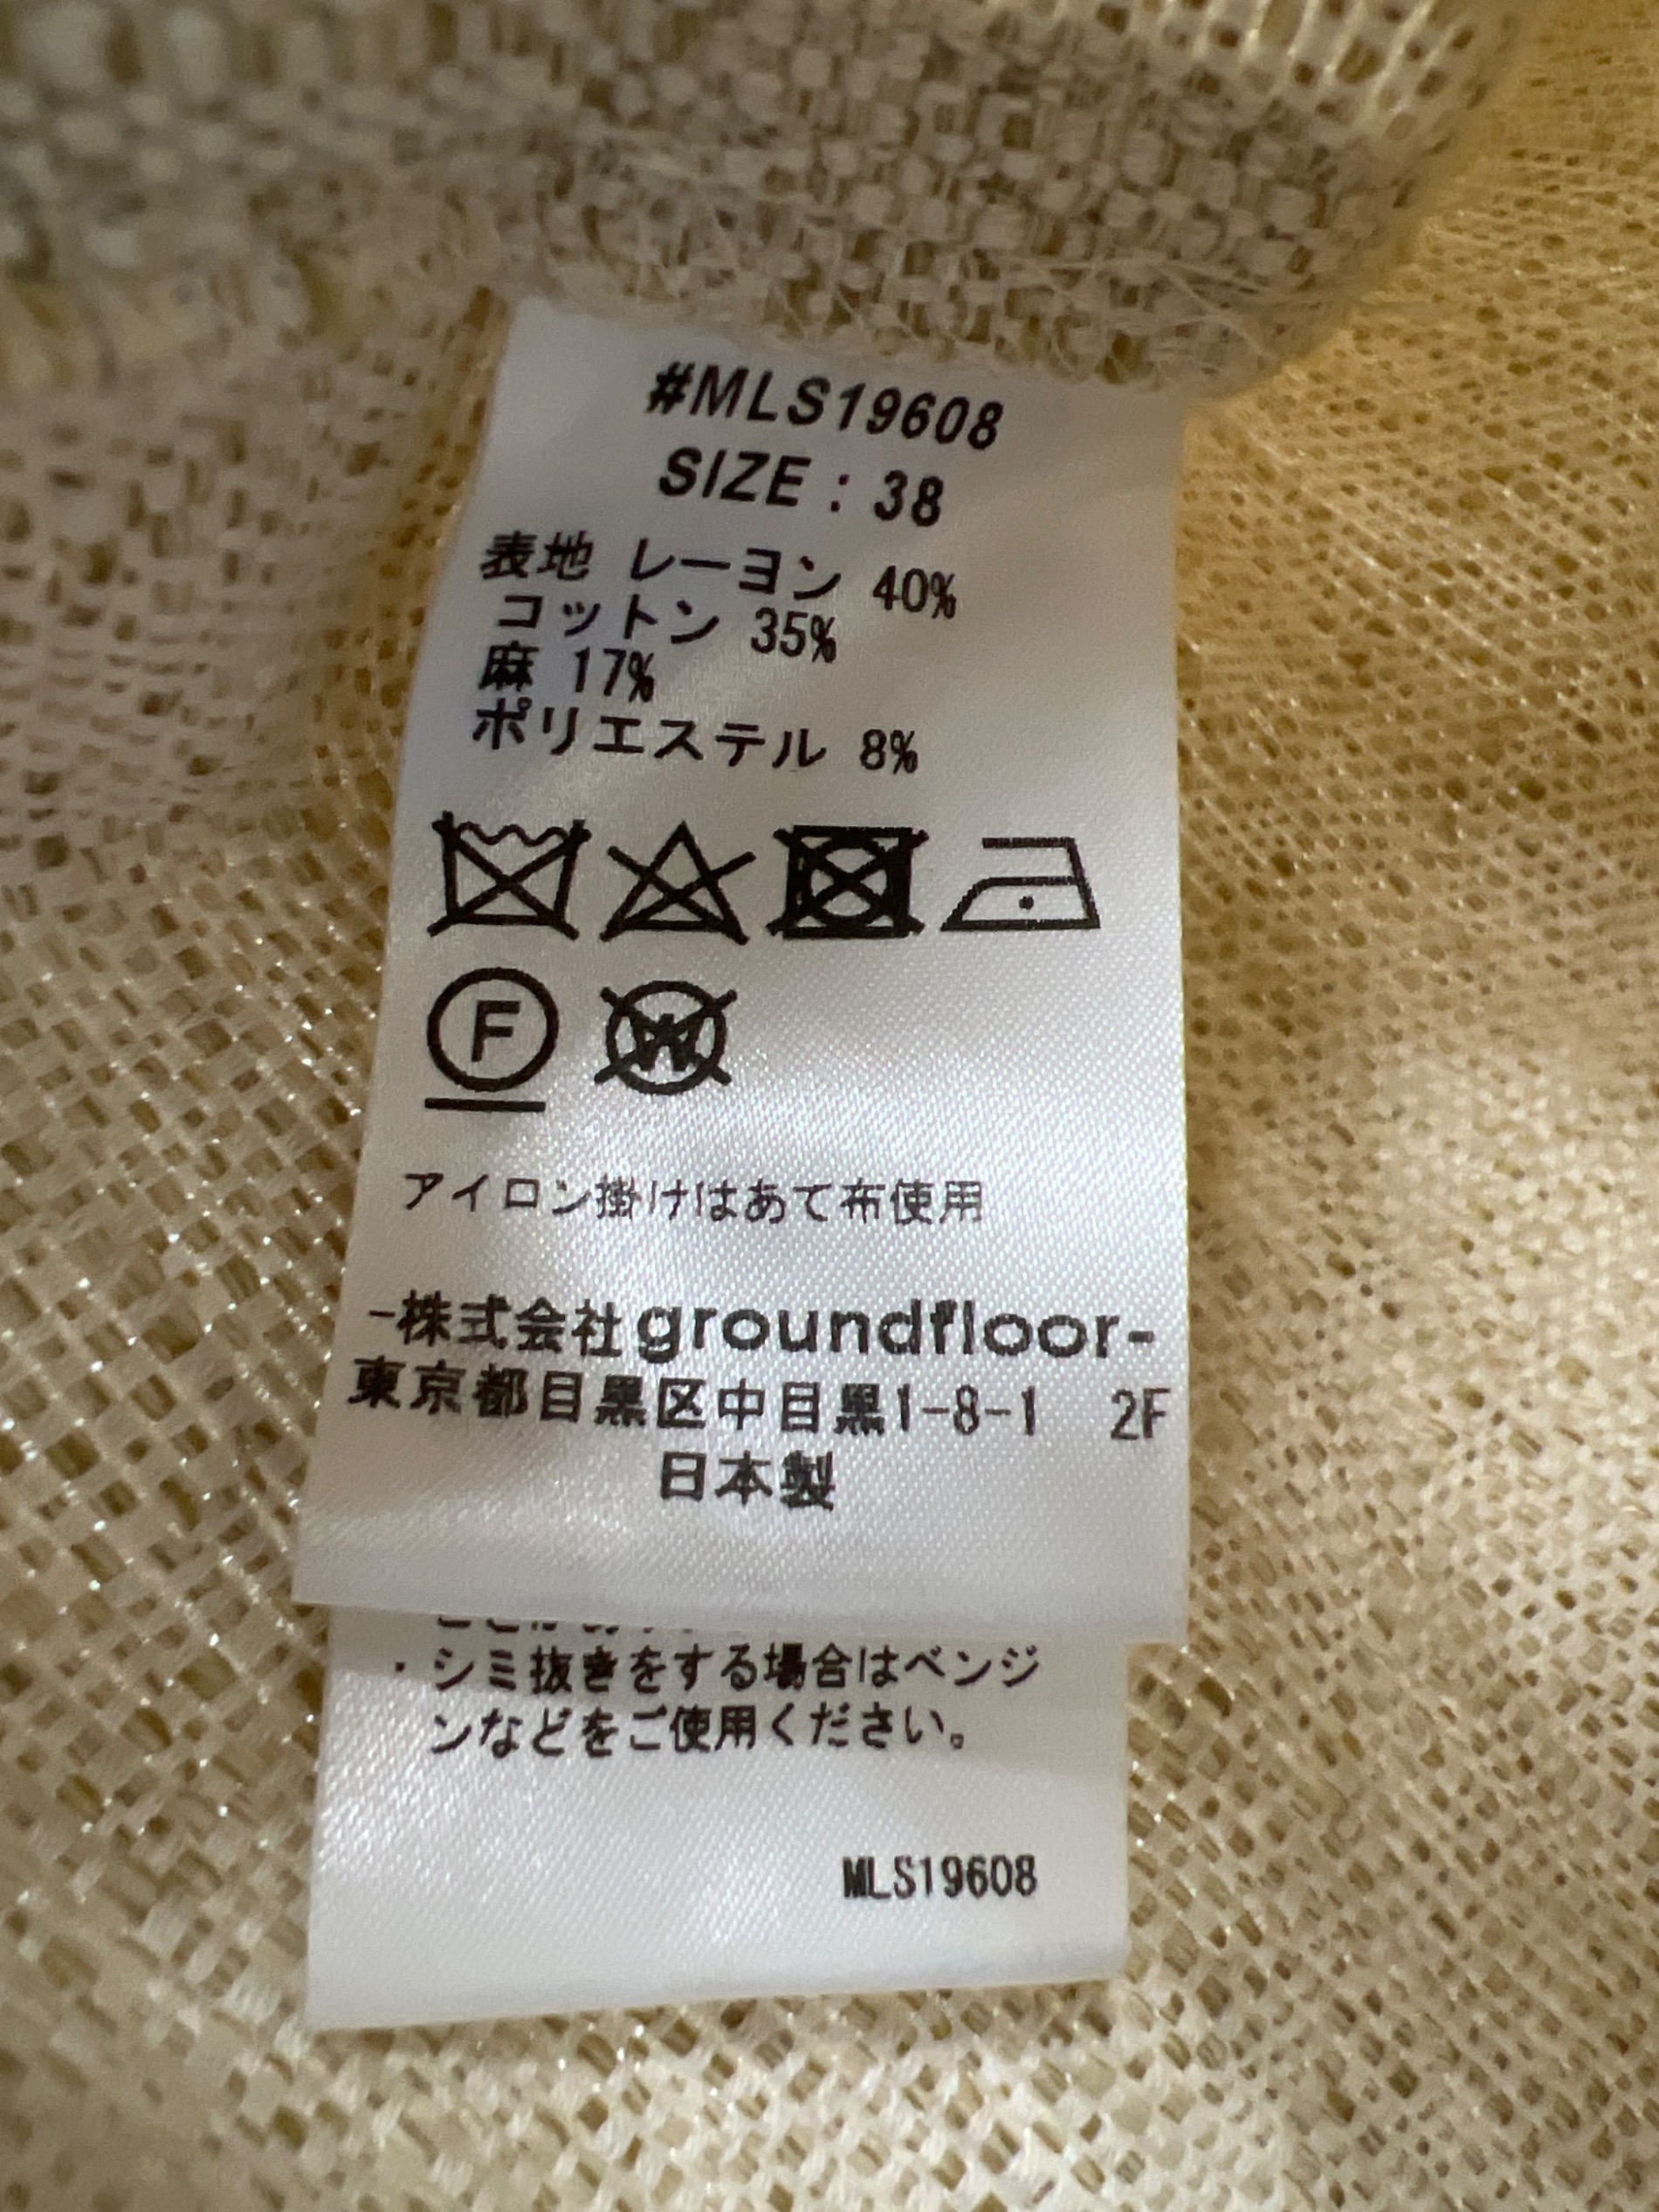 #MLS19608
SIZE : 38
表地 レーヨン 40%
コットン 35%
麻 17%
ポリエステル 8%
F W
アイロン掛けはあて布使用
-株式会社groundfloor-
東京都目黒区中目黒1-8-1 2F
日本製
・シミ抜きをする場合はベンジ
ンなどをご使用ください。
MLS19608